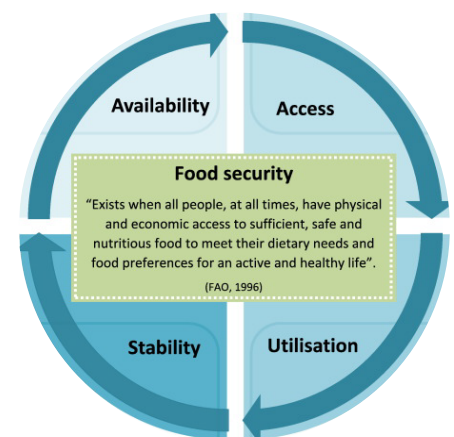 Availability
Access
Food security
“Exists when all people, at all times, have physical
and economic access to sufficient, safe and
nutritious food to meet their dietary needs and
food preferences for an active and healthy life”.
(FAO, 1996)
Stability
Utilisation